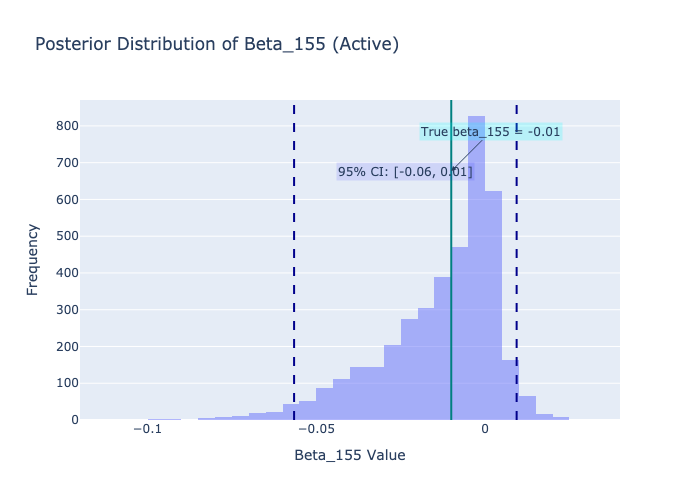 Posterior Distribution of Beta_155 (Active)
800
True beta_155 = -0.01
700
95% CI: [-0.06, 0.01]
600
500
Frequency
400
300
200
100
0
−0.1
−0.05
0
Beta_155 Value